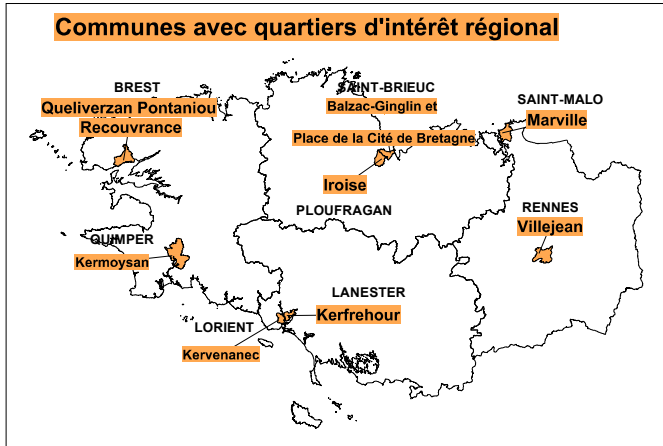 Communes avec quartiers d'intérêt régional
BREST
Queliverzan Pontaniou
Recouvrance
SAINT-BRIEUC
Balzac-Ginglin et
Place de la Cité de Bretagne
Iroise
PLOUFRAGAN
SAINT-MALO
Marville
RENNES
Villejean
QUIMPER
Kermoysan
LANESTER
Kerfrehour
LORIENT
Kervenanec